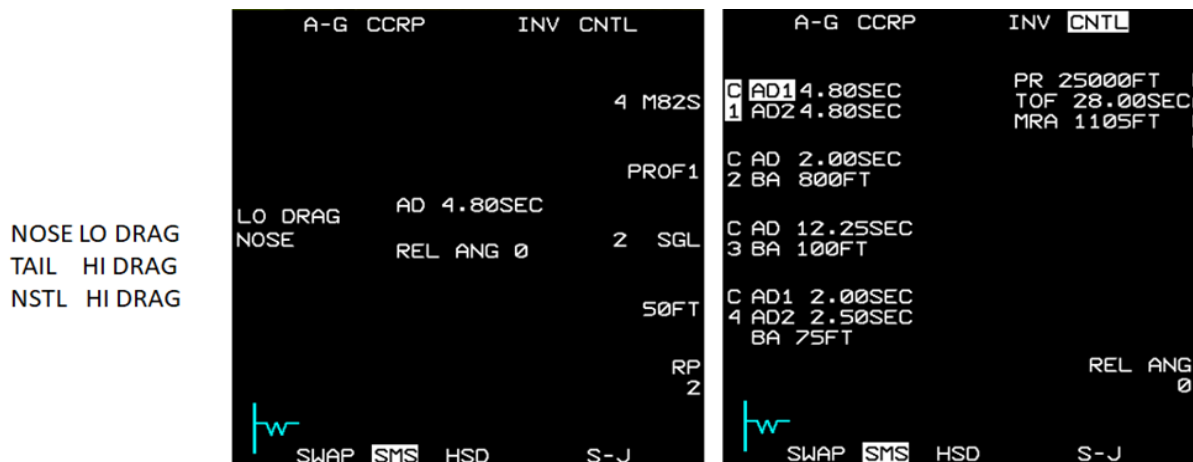 NOSE LO DRAG
TAIL HI DRAG
NSTL HI DRAG
A-G CCRP INV CNTL
4 M82S
PROF1
AD 4.80SEC
LO DRAG
NOSE
2 SGL
REL ANG 0
50FT
RP
2
SWAP SMS HSD S-J
A-G CCRP INV CNTL
PR 25000FT
C AD1 4.80SEC
TOF 28.00SEC
1 AD2 4.80SEC
MRA 1105FT
C AD 2.00SEC
2 BA 800FT
C AD 12.25SEC
3 BA 100FT
C AD1 2.00SEC
4 AD2 2.50SEC
BA 75FT
REL ANG
0
SWAP SMS HSD S-J